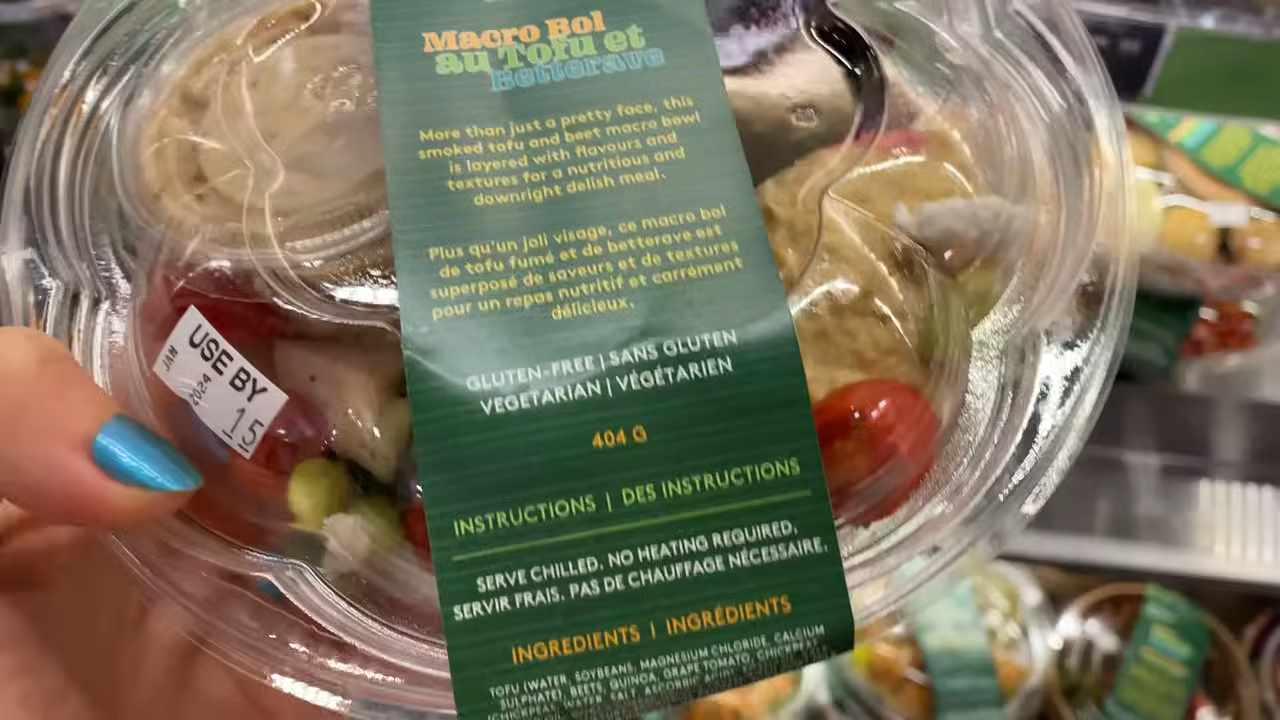 Macro Bol
au Tofu et
Betterave
More than just a pretty face, this
smoked tofu and beet macro bowl
is layered with flavours and
textures for a nutritious and
downright delish meal.
Plus qu'un joli visage, ce macro bol
de tofu fumé et de betterave est
superposé de saveurs et de textures
pour un repas nutritif et carrément
délicieux.
GLUTEN-FREE | SANS GLUTEN
VEGETARIAN | VÉGÉTARIEN
404 G
INSTRUCTIONS | DES INSTRUCTIONS
SERVE CHILLED. NO HEATING REQUIRED.
SERVIR FRAIS. PAS DE CHAUFFAGE NÉCESSAIRE.
INGREDIENTS | INGRÉDIENTS
TOFU (WATER, SOYBEANS, MAGNESIUM CHLORIDE, CALCIUM
SULPHATE), BEETS, QUINOA, GRAPE TOMATO, CHICKPEA
(CHICKPEAS, WATER, SALT, ASCORBIC
USE BY
JAN
2024
15